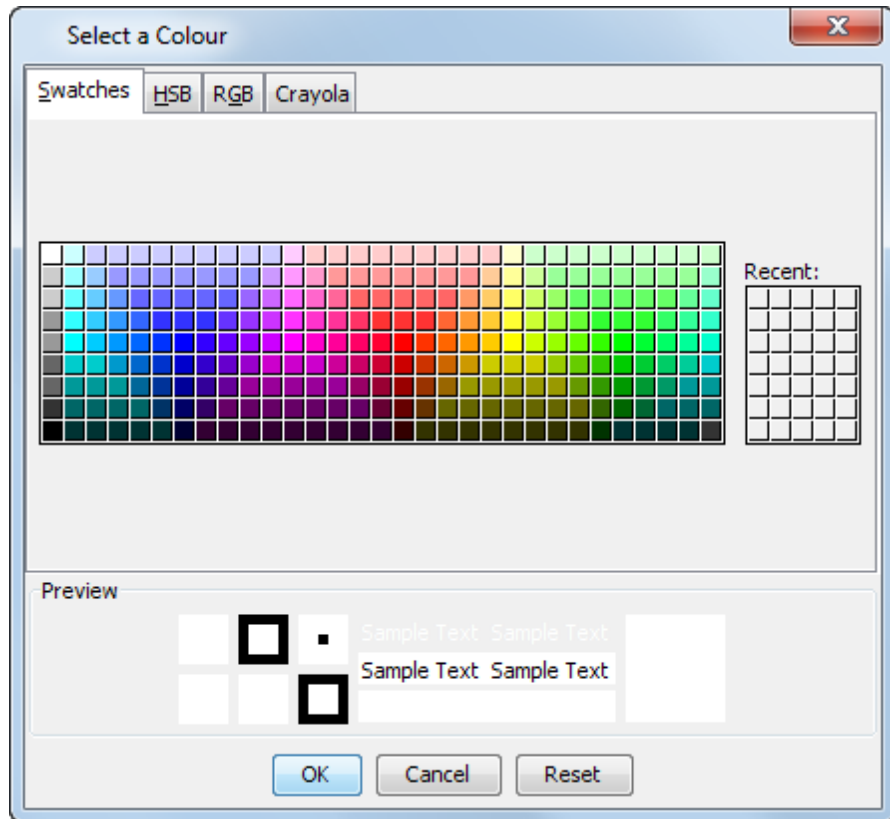 Select a Colour
Swatches HSB RGB Crayola
Recent:
Preview
Sample Text Sample Text
Sample Text Sample Text
OK Cancel Reset